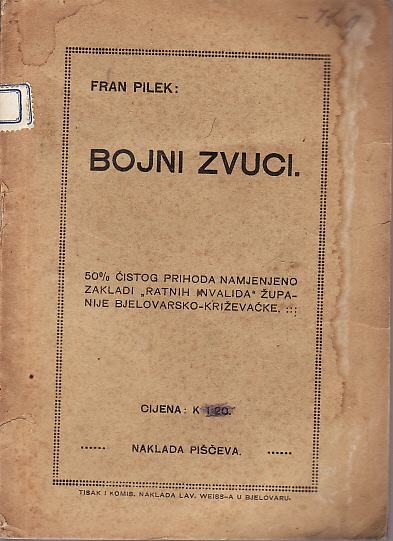 FRAN PILEK:
BOJNI ZVUCI.
50% ČISTOG PRIHODA NAMJENJENO
ZAKLADI „RATNIH INVALIDA“ ŽUPA-
NIJE BJELOVARSKO-KRIŽEVAČKE. :::
CIJENA: K 1·20.
...... NAKLADA PIŠČEVA. ......
TISAK I KOMIS. NAKLADA LAV. WEISS-A U BJELOVARU.